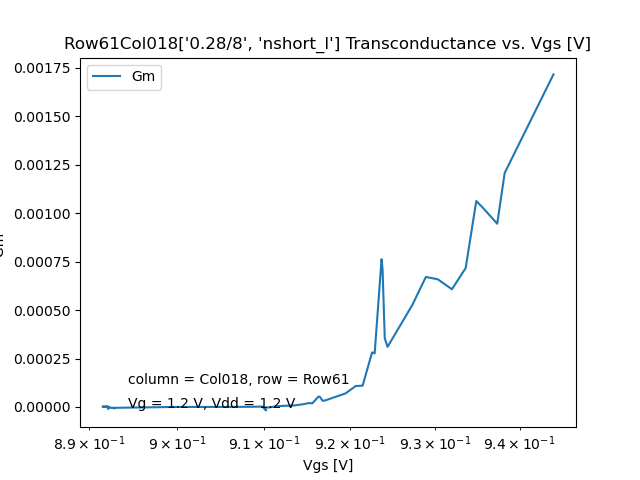 Row61Col018['0.28/8', 'nshort_l'] Transconductance vs. Vgs [V]
Gm
0.00175
0.00150
0.00125
0.00100
0.00075
0.00050
0.00025
0.00000
Gm
column = Col018, row = Row61
Vg = 1.2 V, Vdd = 1.2 V
8.9 × 10⁻¹ 9 × 10⁻¹ 9.1 × 10⁻¹ 9.2 × 10⁻¹ 9.3 × 10⁻¹ 9.4 × 10⁻¹
Vgs [V]